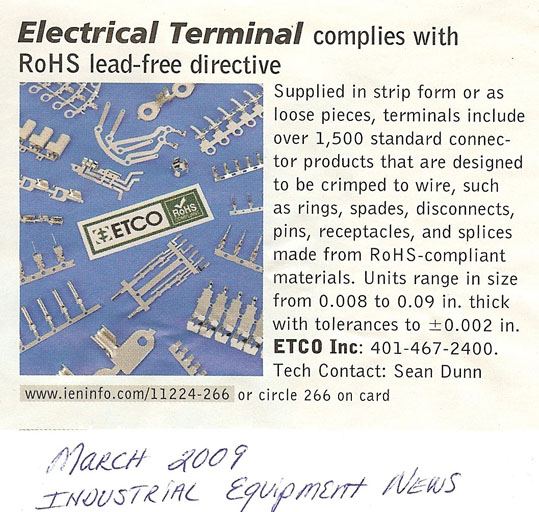 Electrical Terminal complies with
RoHS lead-free directive
Supplied in strip form or as
loose pieces, terminals include
over 1,500 standard connec-
tor products that are designed
to be crimped to wire, such
as rings, spades, disconnects,
pins, receptacles, and splices
made from RoHS-compliant
materials. Units range in size
from 0.008 to 0.09 in. thick
with tolerances to ±0.002 in.
ETCO Inc: 401-467-2400.
Tech Contact: Sean Dunn
ETCO
RoHS
www.ieninfo.com/11224-266 or circle 266 on card
MARCH 2009
INDUSTRIAL EquipmENT NEWS